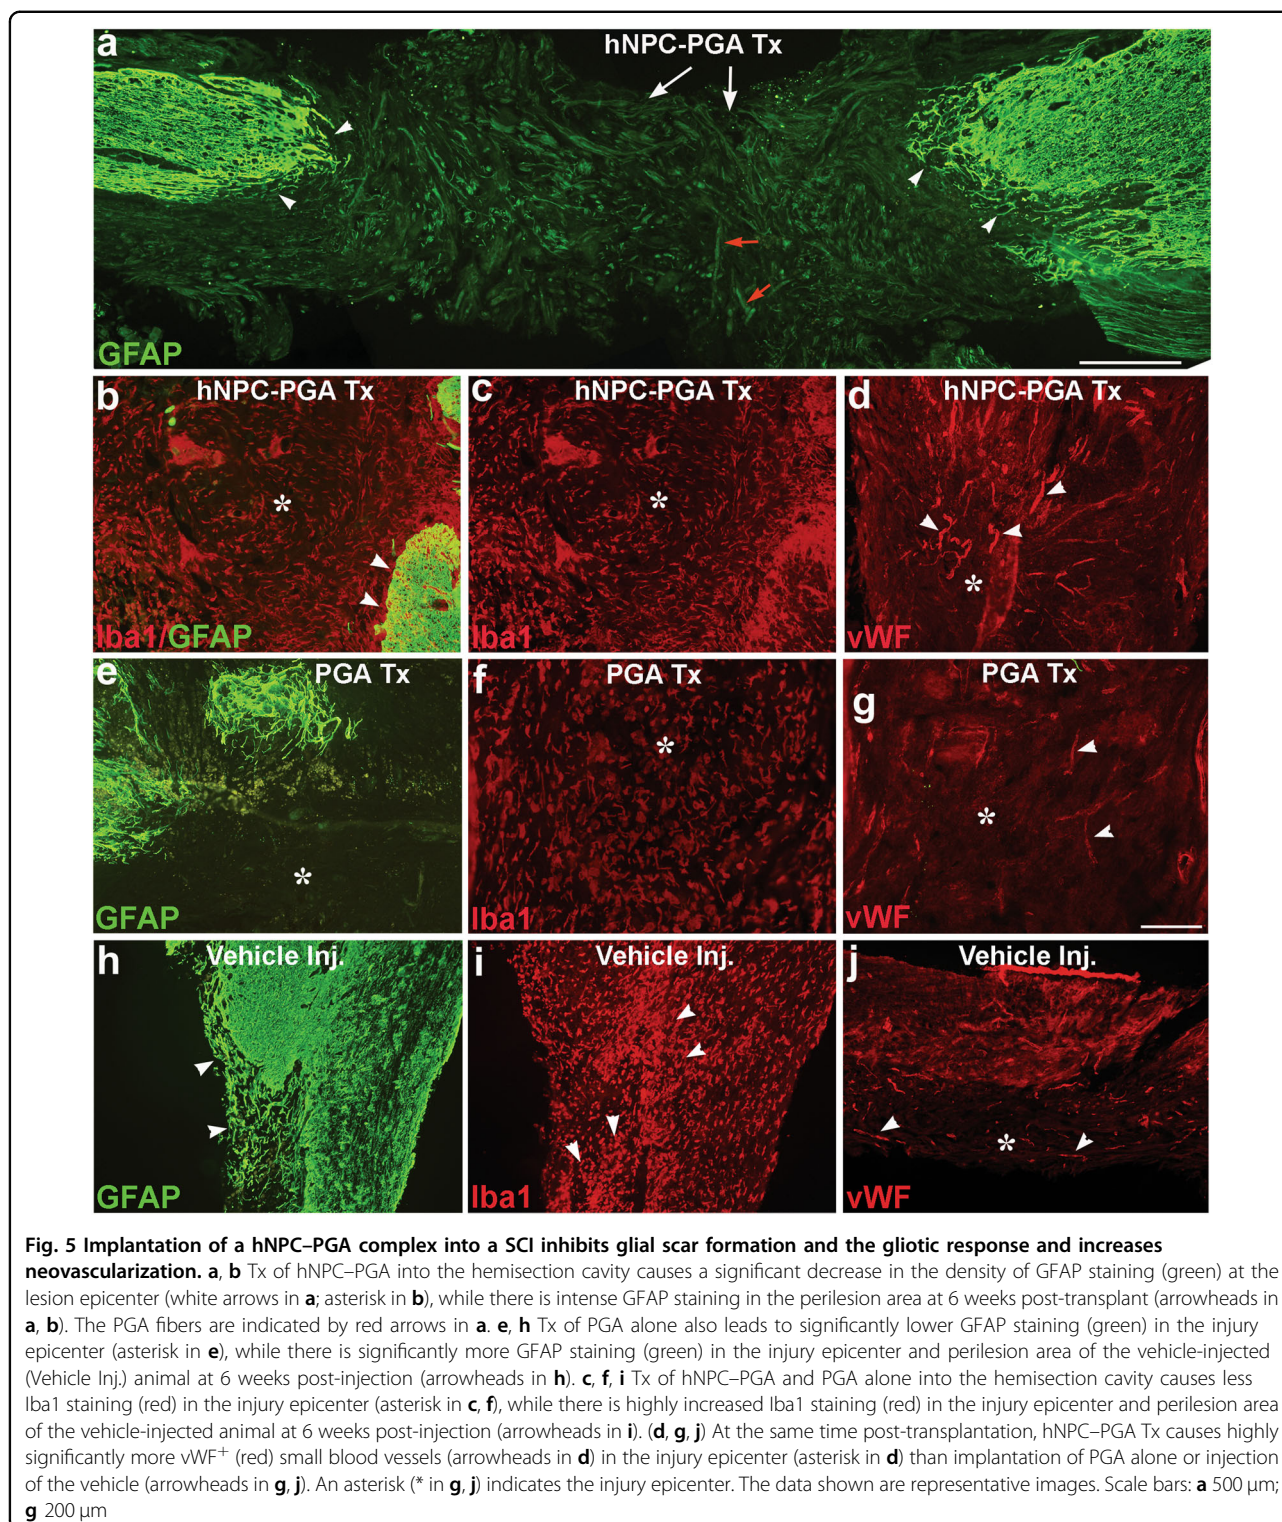 a
hNPC-PGA Tx
GFAP
b
hNPC-PGA Tx
*
Iba1/GFAP
c
hNPC-PGA Tx
*
Iba1
d
hNPC-PGA Tx
*
vWF
e
PGA Tx
*
GFAP
f
PGA Tx
*
Iba1
g
PGA Tx
*
vWF
h
Vehicle Inj.
GFAP
i
Vehicle Inj.
Iba1
j
Vehicle Inj.
*
vWF
Fig. 5 Implantation of a hNPC–PGA complex into a SCI inhibits glial scar formation and the gliotic response and increases
neovascularization. a, b Tx of hNPC–PGA into the hemisection cavity causes a significant decrease in the density of GFAP staining (green) at the
lesion epicenter (white arrows in a; asterisk in b), while there is intense GFAP staining in the perilesion area at 6 weeks post-transplant (arrowheads in
a, b). The PGA fibers are indicated by red arrows in a. e, h Tx of PGA alone also leads to significantly lower GFAP staining (green) in the injury
epicenter (asterisk in e), while there is significantly more GFAP staining (green) in the injury epicenter and perilesion area of the vehicle-injected
(Vehicle Inj.) animal at 6 weeks post-injection (arrowheads in h). c, f, i Tx of hNPC–PGA and PGA alone into the hemisection cavity causes less
Iba1 staining (red) in the injury epicenter (asterisk in c, f), while there is highly increased Iba1 staining (red) in the injury epicenter and perilesion area
of the vehicle-injected animal at 6 weeks post-injection (arrowheads in i). (d, g, j) At the same time post-transplantation, hNPC–PGA Tx causes highly
significantly more vWF⁺ (red) small blood vessels (arrowheads in d) in the injury epicenter (asterisk in d) than implantation of PGA alone or injection
of the vehicle (arrowheads in g, j). An asterisk (* in g, j) indicates the injury epicenter. The data shown are representative images. Scale bars: a 500 μm;
g 200 μm